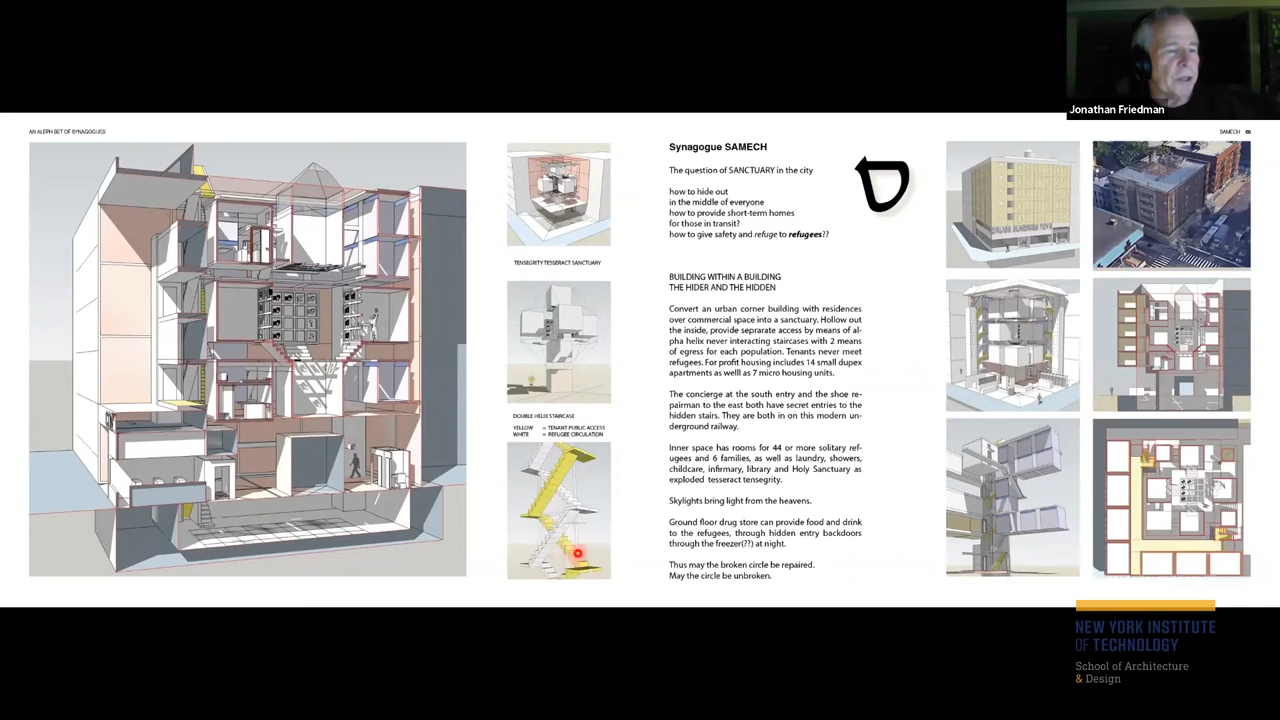 Jonathan Friedman
AN ALEPH BET OF SYNAGOGUES
SAMECH
TENSEGRITY TESSERACT SANCTUARY
DOUBLE HELIX STAIRCASE
YELLOW = TENANT PUBLIC ACCESS
WHITE = REFUGEE CIRCULATION
Synagogue SAMECH
ס
The question of SANCTUARY in the city
how to hide out
in the middle of everyone
how to provide short-term homes
for those in transit?
how to give safety and refuge to refugees??
BUILDING WITHIN A BUILDING
THE HIDER AND THE HIDDEN
Convert an urban corner building with residences
over commercial space into a sanctuary. Hollow out
the inside, provide seprarate access by means of al-
pha helix never interacting staircases with 2 means
of egress for each population. Tenants never meet
refugees. For profit housing includes 14 small dupex
apartments as welll as 7 micro housing units.
The concierge at the south entry and the shoe re-
pairman to the east both have secret entries to the
hidden stairs. They are both in on this modern un-
derground railway.
Inner space has rooms for 44 or more solitary ref-
ugees and 6 families, as well as laundry, showers,
childcare, infirmary, library and Holy Sanctuary as
exploded tesseract tensegrity.
Skylights bring light from the heavens.
Ground floor drug store can provide food and drink
to the refugees, through hidden entry backdoors
through the freezer(??) at night.
Thus may the broken circle be repaired.
May the circle be unbroken.
DRUGS SUNDRIES TOYS
NEW YORK INSTITUTE
OF TECHNOLOGY
School of Architecture
& Design